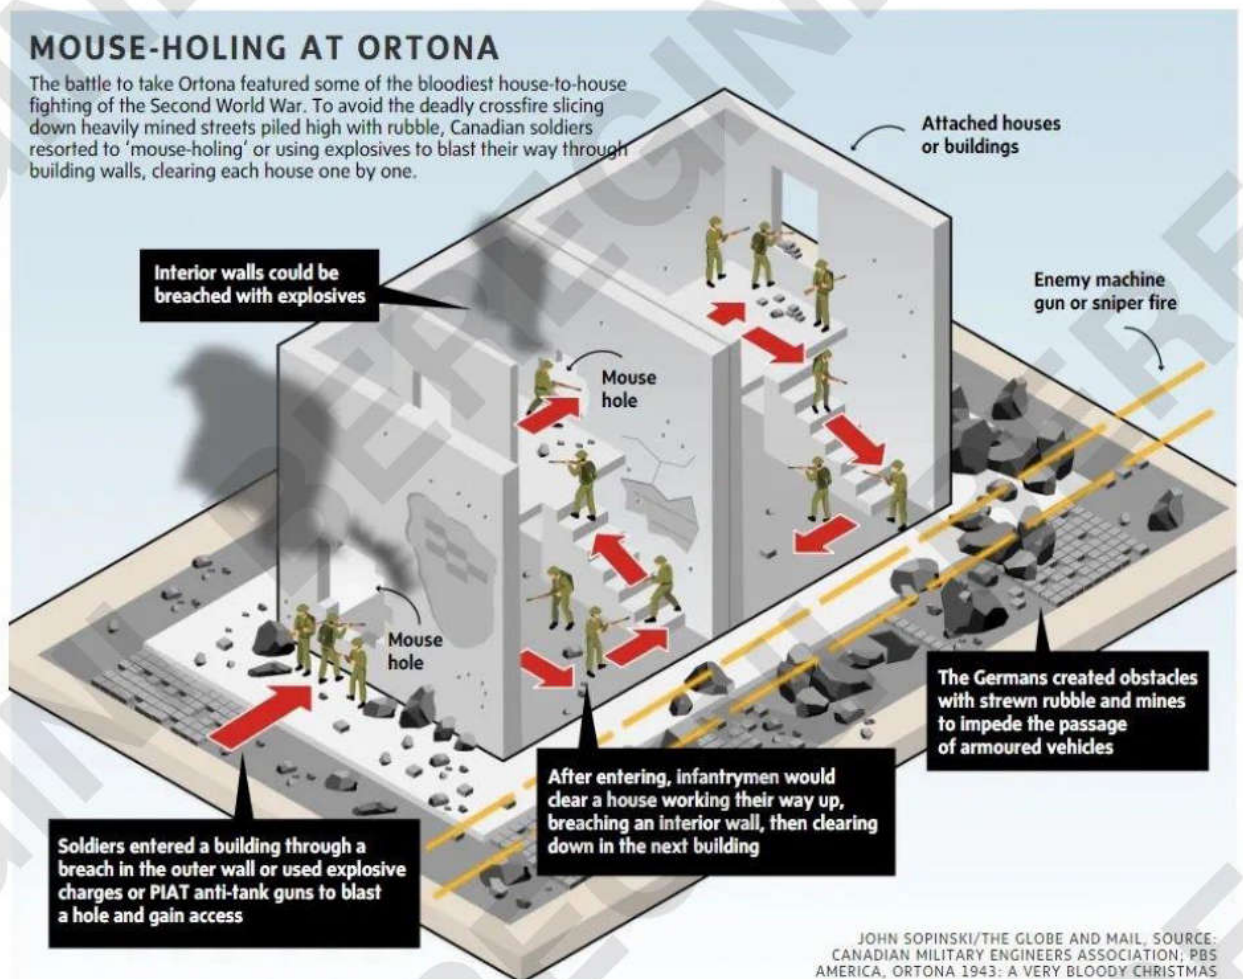 MOUSE-HOLING AT ORTONA
The battle to take Ortona featured some of the bloodiest house-to-house
fighting of the Second World War. To avoid the deadly crossfire slicing
down heavily mined streets piled high with rubble, Canadian soldiers
resorted to ‘mouse-holing’ or using explosives to blast their way through
building walls, clearing each house one by one.
Attached houses
or buildings
Interior walls could be
breached with explosives
Enemy machine
gun or sniper fire
Mouse
hole
Mouse
hole
The Germans created obstacles
with strewn rubble and mines
to impede the passage
of armoured vehicles
After entering, infantrymen would
clear a house working their way up,
breaching an interior wall, then clearing
down in the next building
Soldiers entered a building through a
breach in the outer wall or used explosive
charges or PIAT anti-tank guns to blast
a hole and gain access
JOHN SOPINSKI/THE GLOBE AND MAIL, SOURCE:
CANADIAN MILITARY ENGINEERS ASSOCIATION; PBS
AMERICA, ORTONA 1943: A VERY BLOODY CHRISTMAS